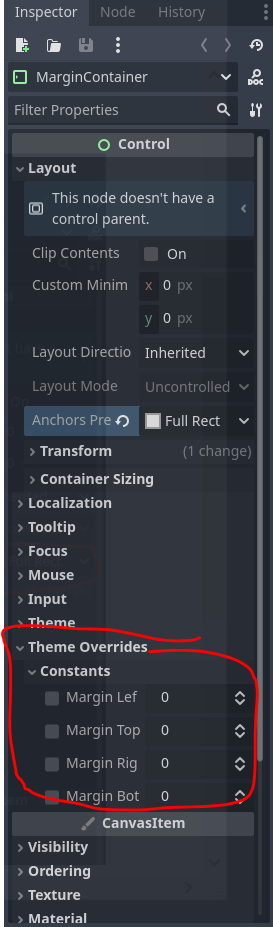 Inspector Node History
MarginContainer
Filter Properties
Control
Layout
This node doesn't have a
control parent.
Clip Contents On
Custom Minim x 0 px
y 0 px
Layout Directio Inherited
Layout Mode Uncontrolled
Anchors Pre Full Rect
Transform (1 change)
Container Sizing
Localization
Tooltip
Focus
Mouse
Input
Theme
Theme Overrides
Constants
Margin Lef 0
Margin Top 0
Margin Rig 0
Margin Bot 0
CanvasItem
Visibility
Ordering
Texture
Material